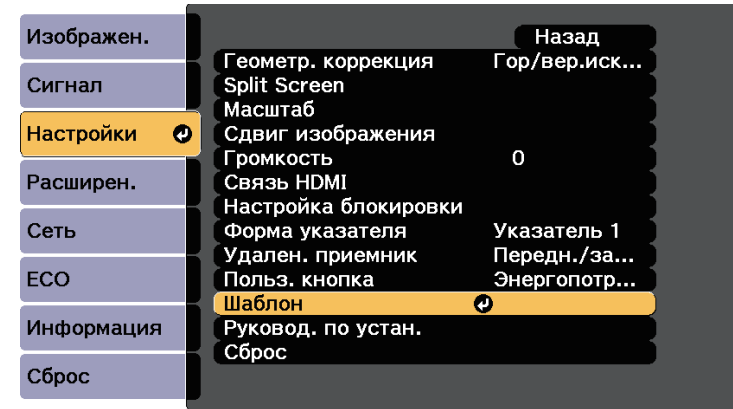 Изображен.
Сигнал
Настройки
Расширен.
Сеть
ECO
Информация
Сброс
Назад
Геометр. коррекция Гор/вер.иск...
Split Screen
Масштаб
Сдвиг изображения
Громкость 0
Связь HDMI
Настройка блокировки
Форма указателя Указатель 1
Удален. приемник Передн./за...
Польз. кнопка Энергопотр...
Шаблон
Руковод. по устан.
Сброс